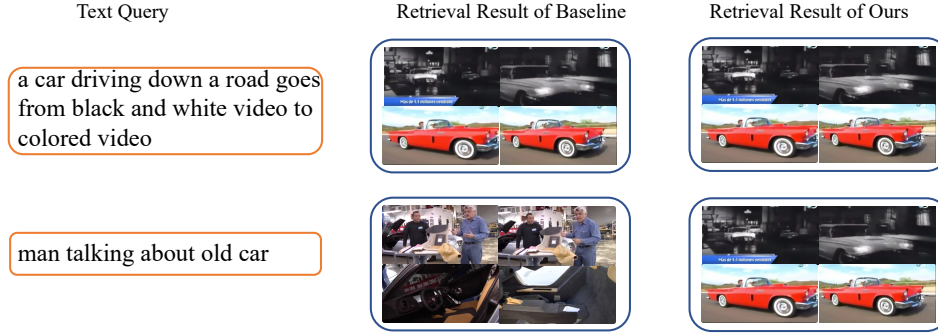 Text Query
Retrieval Result of Baseline
Retrieval Result of Ours
a car driving down a road goes
from black and white video to
colored video
man talking about old car